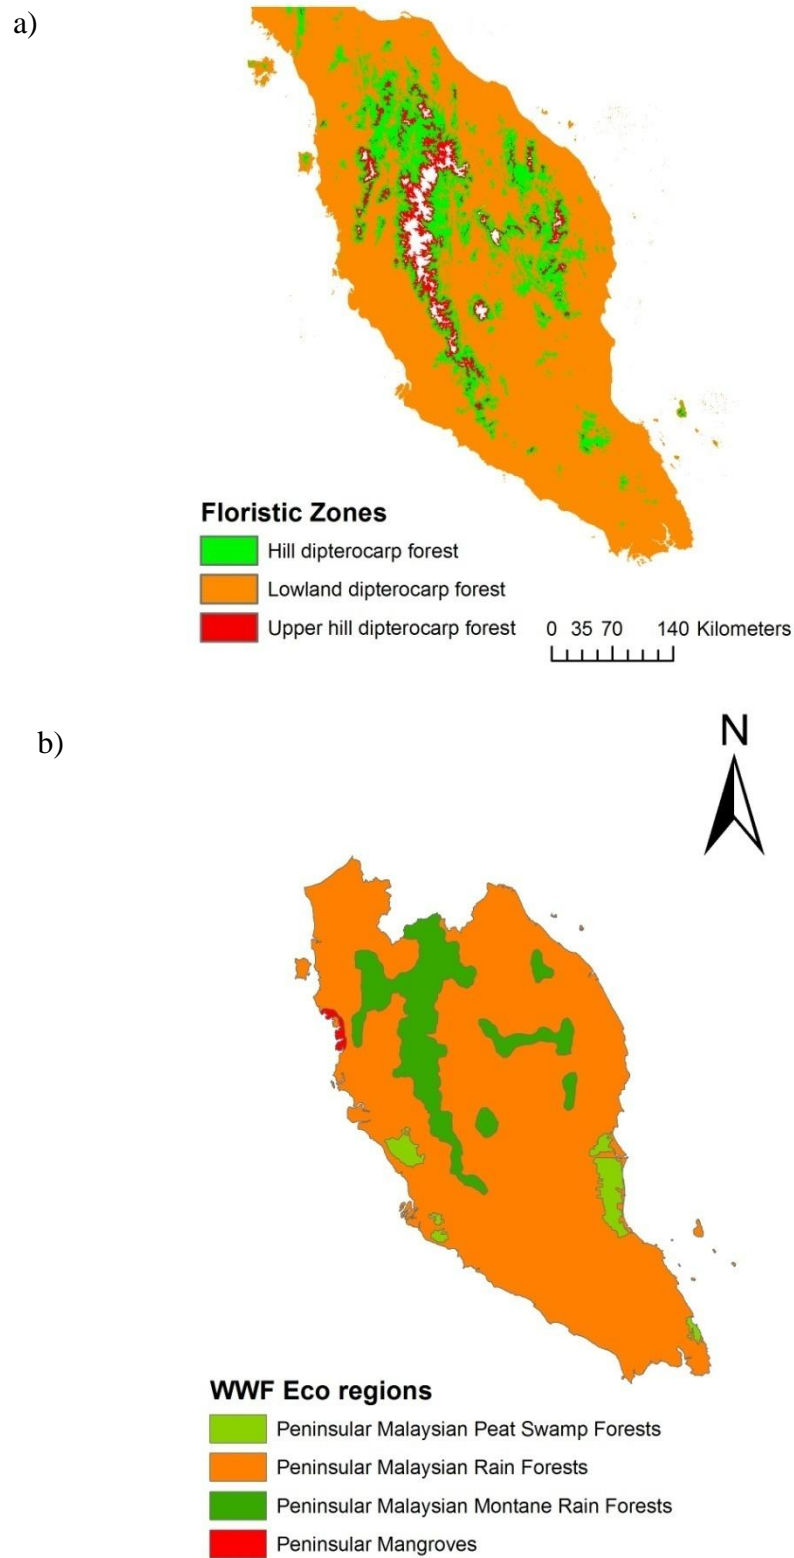 a)
Floristic Zones
Hill dipterocarp forest
Lowland dipterocarp forest
Upper hill dipterocarp forest
0 35 70 140 Kilometers
b)
N
WWF Eco regions
Peninsular Malaysian Peat Swamp Forests
Peninsular Malaysian Rain Forests
Peninsular Malaysian Montane Rain Forests
Peninsular Mangroves